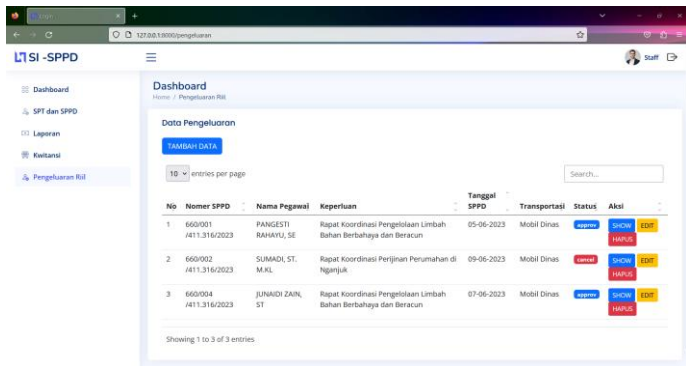 Login
127.0.0.1:8000/pengeluaran
SI -SPPD
Staff
Dashboard
SPT dan SPPD
Laporan
Kwitansi
Pengeluaran Riil
Dashboard
Home / Pengeluaran Riil
Data Pengeluaran
TAMBAH DATA
10 entries per page
Search...
No Nomer SPPD Nama Pegawai Keperluan Tanggal SPPD Transportasi Status Aksi
1 660/001 PANGESTI Rapat Koordinasi Pengelolaan Limbah 05-06-2023 Mobil Dinas approv SHOW EDIT
/411.316/2023 RAHAYU, SE Bahan Berbahaya dan Beracun HAPUS
2 660/002 SUMADI, ST. Rapat Koordinasi Perijinan Perumahan di 09-06-2023 Mobil Dinas cancel SHOW EDIT
/411.316/2023 M.KL Nganjuk HAPUS
3 660/004 JUNAIDI ZAIN, Rapat Koordinasi Pengelolaan Limbah 07-06-2023 Mobil Dinas approv SHOW EDIT
/411.316/2023 ST Bahan Berbahaya dan Beracun HAPUS
Showing 1 to 3 of 3 entries